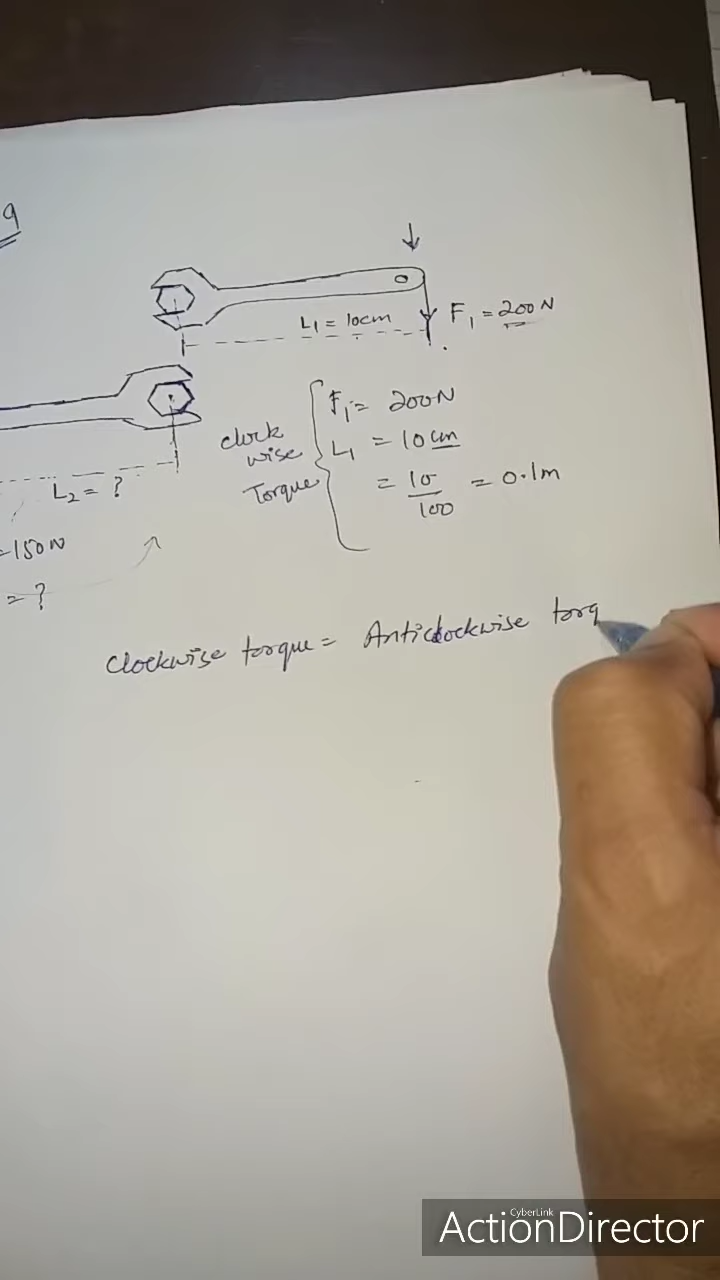 9
L₁ = 10cm
F₁ = 200N
L₂ = ?
=150N
= ?
clock
wise
Torque
F₁ = 200N
L₁ = 10cm
= 10/100 = 0.1m
Clockwise torque = Anticlockwise torq
CyberLink
ActionDirector